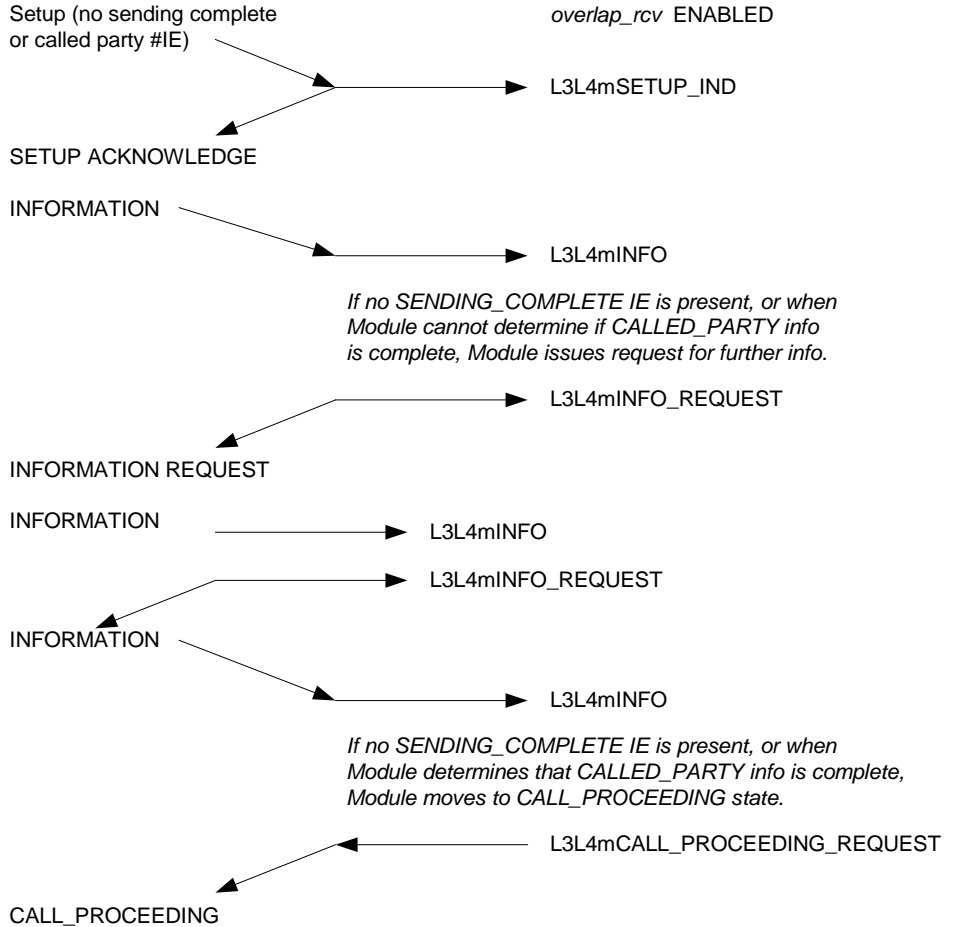 Setup (no sending complete
or called party #IE)
overlap_rcv ENABLED
L3L4mSETUP_IND
SETUP ACKNOWLEDGE
INFORMATION
L3L4mINFO
If no SENDING_COMPLETE IE is present, or when
Module cannot determine if CALLED_PARTY info
is complete, Module issues request for further info.
L3L4mINFO_REQUEST
INFORMATION REQUEST
INFORMATION
L3L4mINFO
L3L4mINFO_REQUEST
INFORMATION
L3L4mINFO
If no SENDING_COMPLETE IE is present, or when
Module determines that CALLED_PARTY info is complete,
Module moves to CALL_PROCEEDING state.
L3L4mCALL_PROCEEDING_REQUEST
CALL_PROCEEDING